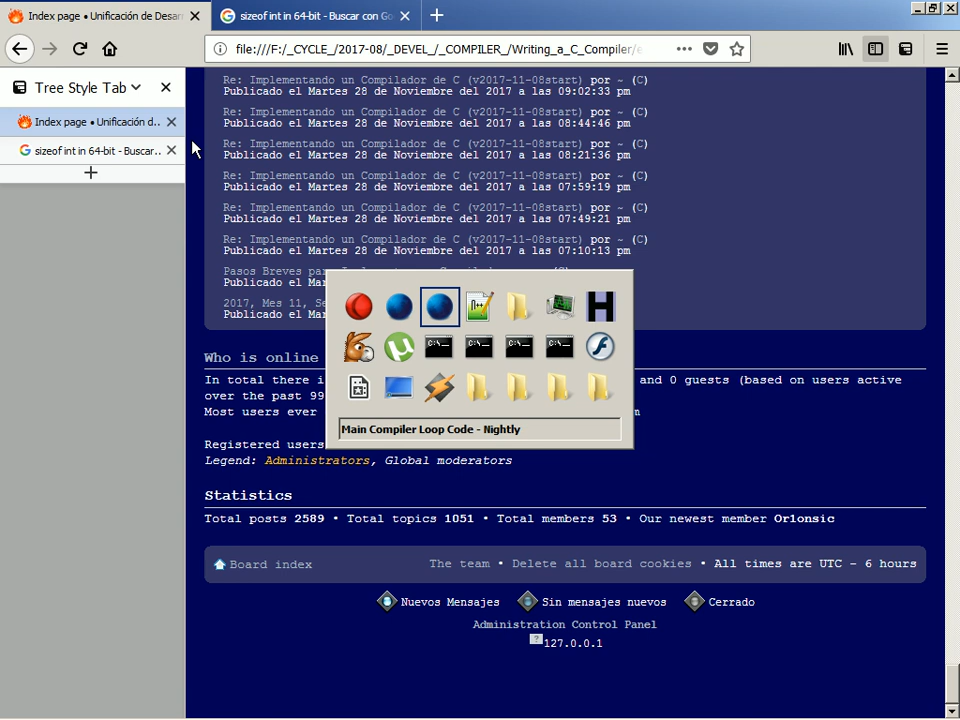 Index page • Unificación de Desar
sizeof int in 64-bit - Buscar con Go
file:///F:/_CYCLE_/2017-08/_DEVEL_/_COMPILER_/Writing_a_C_Compiler/e
Tree Style Tab
Index page • Unificación d..
sizeof int in 64-bit - Buscar..
Re: Implementando un Compilador de C (v2017-11-08start) por ~ (C)
Publicado el Martes 28 de Noviembre del 2017 a las 09:02:33 pm
Re: Implementando un Compilador de C (v2017-11-08start) por ~ (C)
Publicado el Martes 28 de Noviembre del 2017 a las 08:44:46 pm
Re: Implementando un Compilador de C (v2017-11-08start) por ~ (C)
Publicado el Martes 28 de Noviembre del 2017 a las 08:21:36 pm
Re: Implementando un Compilador de C (v2017-11-08start) por ~ (C)
Publicado el Martes 28 de Noviembre del 2017 a las 07:59:19 pm
Re: Implementando un Compilador de C (v2017-11-08start) por ~ (C)
Publicado el Martes 28 de Noviembre del 2017 a las 07:49:21 pm
Re: Implementando un Compilador de C (v2017-11-08start) por ~ (C)
Publicado el Martes 28 de Noviembre del 2017 a las 07:10:13 pm
Pasos Breves par
Publicado el Ma
2017, Mes 11, Se
Publicado el Ma
Main Compiler Loop Code - Nightly
Who is online
In total there i and 0 guests (based on users active
over the past 99
Most users ever m
Registered users
Legend: Administrators, Global moderators
Statistics
Total posts 2589 • Total topics 1051 • Total members 53 • Our newest member Or1onsic
Board index The team • Delete all board cookies • All times are UTC - 6 hours
Nuevos Mensajes Sin mensajes nuevos Cerrado
Administration Control Panel
127.0.0.1